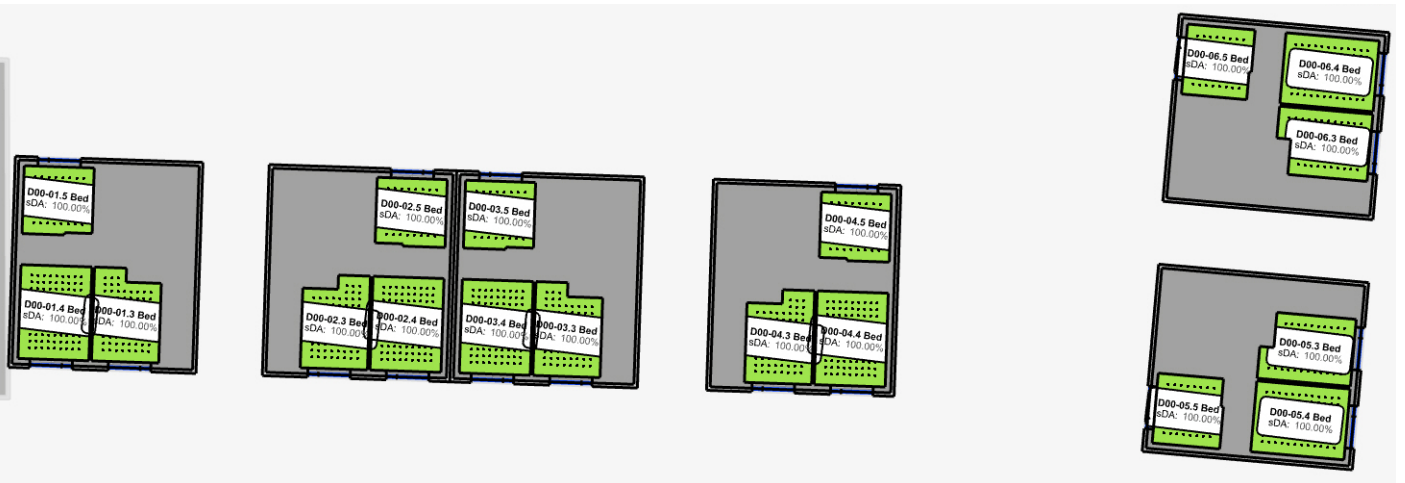 D00-01.5 Bed
sDA: 100.00%
D00-01.4 Bed
sDA: 100.00%
D00-01.3 Bed
sDA: 100.00%
D00-02.5 Bed
sDA: 100.00%
D00-02.3 Bed
sDA: 100.00%
D00-02.4 Bed
sDA: 100.00%
D00-03.5 Bed
sDA: 100.00%
D00-03.4 Bed
sDA: 100.00%
D00-03.3 Bed
sDA: 100.00%
D00-04.5 Bed
sDA: 100.00%
D00-04.3 Bed
sDA: 100.00%
D00-04.4 Bed
sDA: 100.00%
D00-06.5 Bed
sDA: 100.00%
D00-06.4 Bed
sDA: 100.00%
D00-06.3 Bed
sDA: 100.00%
D00-05.3 Bed
sDA: 100.00%
D00-05.5 Bed
sDA: 100.00%
D00-05.4 Bed
sDA: 100.00%